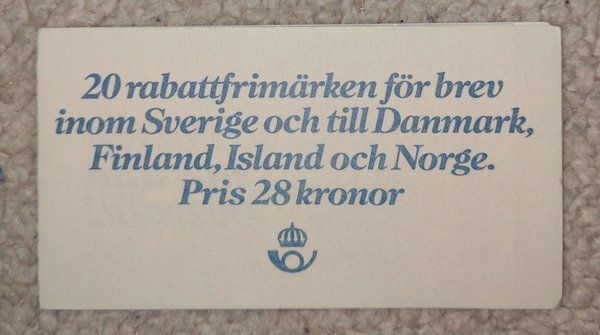 20 rabattfrimärken för brev
inom Sverige och till Danmark,
Finland, Island och Norge.
Pris 28 kronor